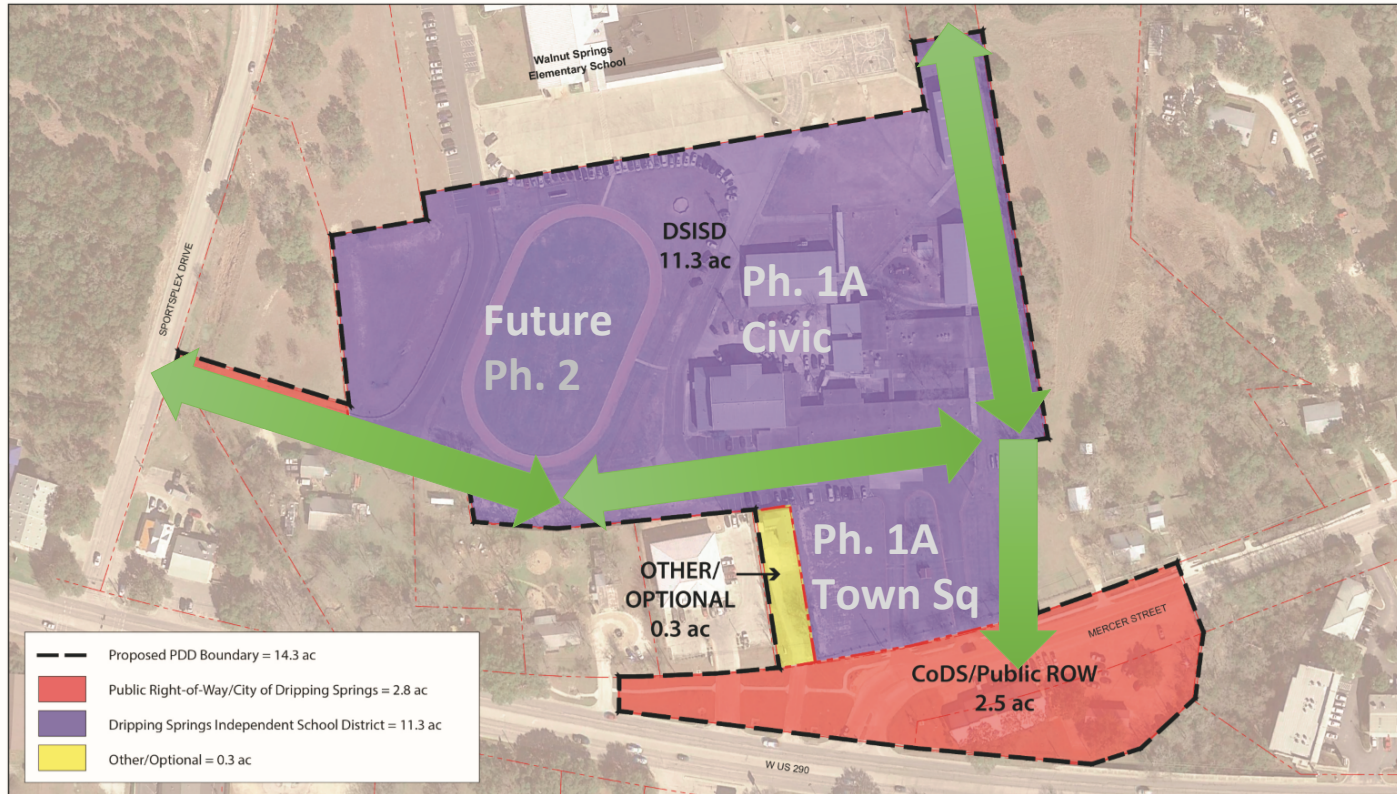 Walnut Springs
Elementary School
SPORTSPLEX DRIVE
DSISD
11.3 ac
Ph. 1A
Civic
Future
Ph. 2
Ph. 1A
Town Sq
OTHER/
OPTIONAL
0.3 ac
MERCER STREET
CoDS/Public ROW
2.5 ac
W US 290
Proposed PDD Boundary = 14.3 ac
Public Right-of-Way/City of Dripping Springs = 2.8 ac
Dripping Springs Independent School District = 11.3 ac
Other/Optional = 0.3 ac